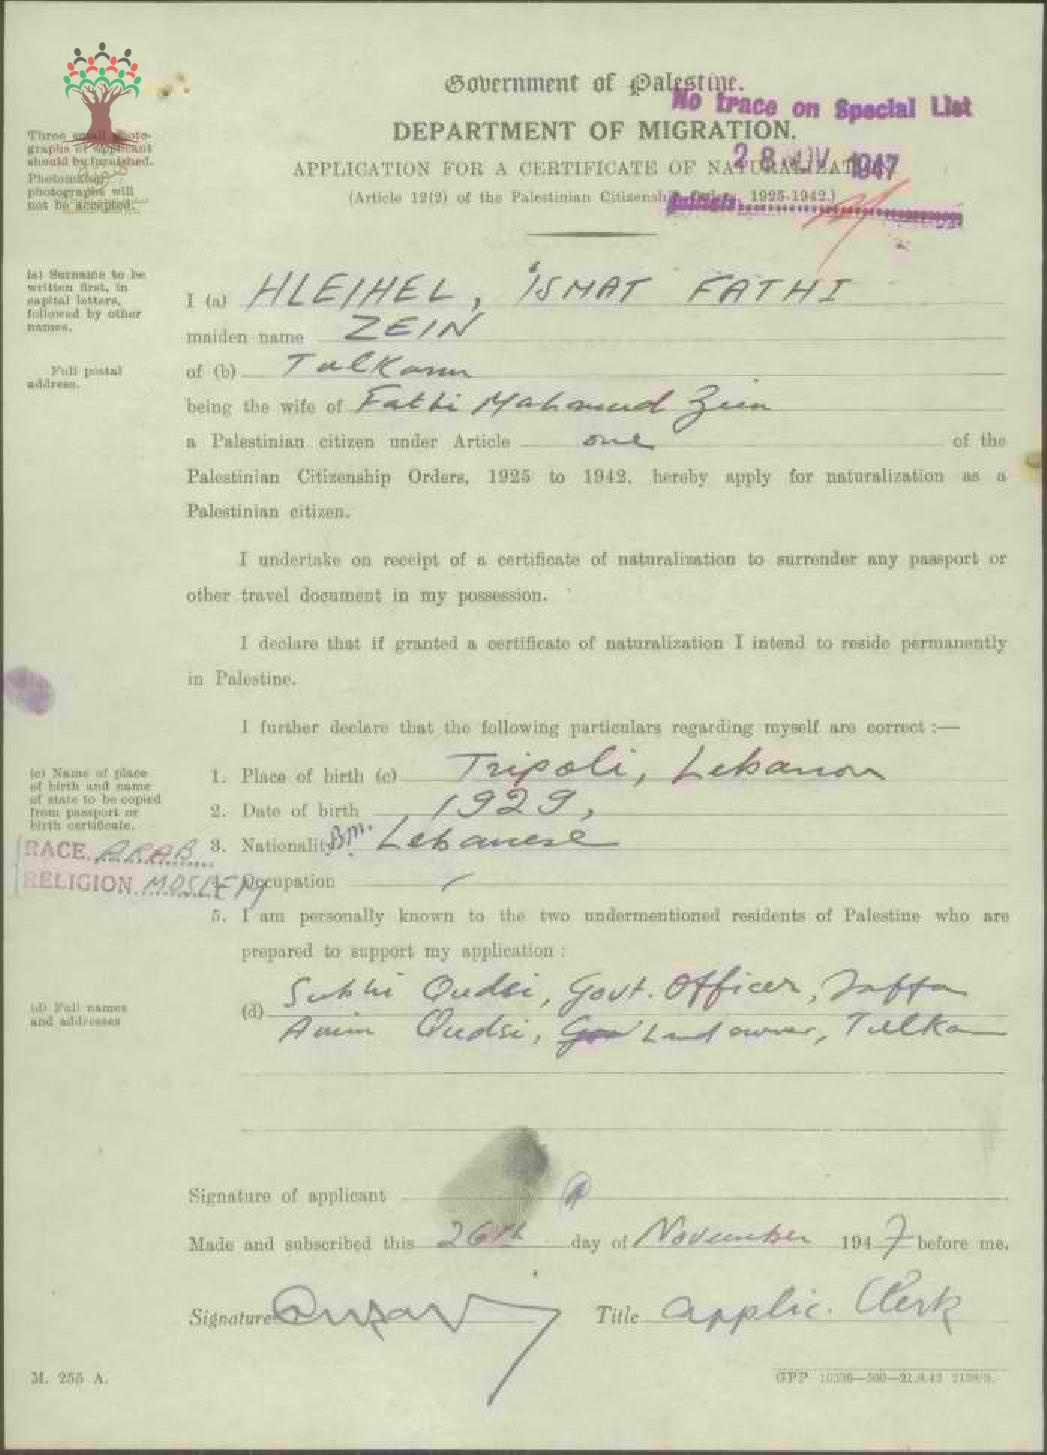 Government of Palestine.
No trace on Special List
DEPARTMENT OF MIGRATION.
28 NOV 1947
APPLICATION FOR A CERTIFICATE OF NATURALIZATION
(Article 12(2) of the Palestinian Citizenship Orders, 1925-1942.)
Initials
Three small photographs of applicant should be furnished. Photomaton photographs will not be accepted.
(a) Surname to be written first, in capital letters, followed by other names.
I (a) HLEIHEL, 'ISMAT FATHI
maiden name ZEIN
Full postal address.
of (b) Tulkarm
being the wife of Fathi Mahmud Zein
a Palestinian citizen under Article one of the
Palestinian Citizenship Orders, 1925 to 1942, hereby apply for naturalization as a
Palestinian citizen.
I undertake on receipt of a certificate of naturalization to surrender any passport or
other travel document in my possession.
I declare that if granted a certificate of naturalization I intend to reside permanently
in Palestine.
I further declare that the following particulars regarding myself are correct :—
(c) Name of place of birth and name of state to be copied from passport or birth certificate.
1. Place of birth (c) Tripoli, Lebanon
2. Date of birth 1929,
3. Nationality Bm. Lebanese
RACE. ARAB
RELIGION MOSLEM
4. Occupation
5. I am personally known to the two undermentioned residents of Palestine who are
prepared to support my application :
(d) Full names and addresses
(d) Subhi Qudsi, Govt. Officer, Jaffa
Amin Qudsi, Landowner, Tulka
Signature of applicant
Made and subscribed this 26th day of November 1947 before me.
Signature Title Applic. Clerk
M. 255 A.
GPP